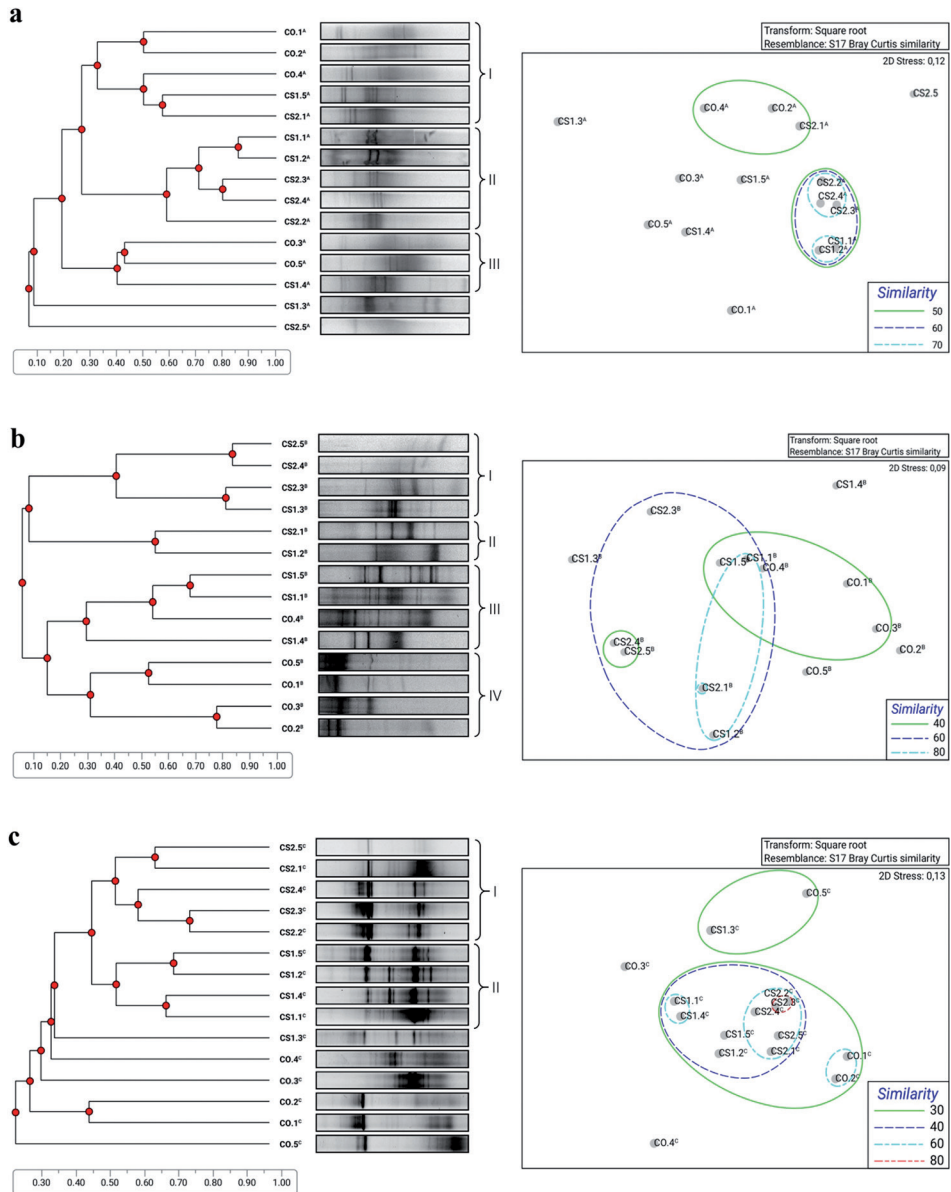 a
CO.1ᴬ
CO.2ᴬ
CO.4ᴬ
CS1.5ᴬ
CS2.1ᴬ
CS1.1ᴬ
CS1.2ᴬ
CS2.3ᴬ
CS2.4ᴬ
CS2.2ᴬ
CO.3ᴬ
CO.5ᴬ
CS1.4ᴬ
CS1.3ᴬ
CS2.5ᴬ
I
II
III
0.10 0.20 0.30 0.40 0.50 0.60 0.70 0.80 0.90 1.00
Transform: Square root
Resemblance: S17 Bray Curtis similarity
2D Stress: 0,12
CS2.5
CS1.3ᴬ
CO.4ᴬ
CO.2ᴬ
CS2.1ᴬ
CO.3ᴬ
CS1.5ᴬ
CS2.2ᴬ
CS2.4ᴬ
CS2.3ᴮ
CO.5ᴬ
CS1.4ᴬ
CS1.1ᴬ
CS1.2ᴬ
CO.1ᴬ
Similarity
50
60
70
b
CS2.5ᴮ
CS2.4ᴮ
CS2.3ᴮ
CS1.3ᴮ
CS2.1ᴮ
CS1.2ᴮ
CS1.5ᴮ
CS1.1ᴮ
CO.4ᴮ
CS1.4ᴮ
CO.5ᴮ
CO.1ᴮ
CO.3ᴮ
CO.2ᴮ
I
II
III
IV
0.10 0.20 0.30 0.40 0.50 0.60 0.70 0.80 0.90 1.00
Transform: Square root
Resemblance: S17 Bray Curtis similarity
2D Stress: 0,09
CS1.4ᴮ
CS2.3ᴮ
CS1.3ᴮ
CS1.5ᴮ
CS1.1ᴮ
CO.4ᴮ
CO.1ᴮ
CO.3ᴮ
CO.2ᴮ
CS2.4ᴮ
CS2.5ᴮ
CO.5ᴮ
CS2.1ᴮ
CS1.2ᴮ
Similarity
40
60
80
c
CS2.5ᶜ
CS2.1ᶜ
CS2.4ᶜ
CS2.3ᶜ
CS2.2ᶜ
CS1.5ᶜ
CS1.2ᶜ
CS1.4ᶜ
CS1.1ᶜ
CS1.3ᶜ
CO.4ᶜ
CO.3ᶜ
CO.2ᶜ
CO.1ᶜ
CO.5ᶜ
I
II
0.30 0.40 0.50 0.60 0.70 0.80 0.90 1.00
Transform: Square root
Resemblance: S17 Bray Curtis similarity
2D Stress: 0,13
CO.5ᶜ
CS1.3ᶜ
CO.3ᶜ
CS1.1ᶜ
CS1.4ᶜ
CS2.2ᶜ
CS2.3ᶜ
CS2.4ᶜ
CS1.5ᶜ
CS2.5ᶜ
CS1.2ᶜ
CS2.1ᶜ
CO.1ᶜ
CO.2ᶜ
CO.4ᶜ
Similarity
30
40
60
80